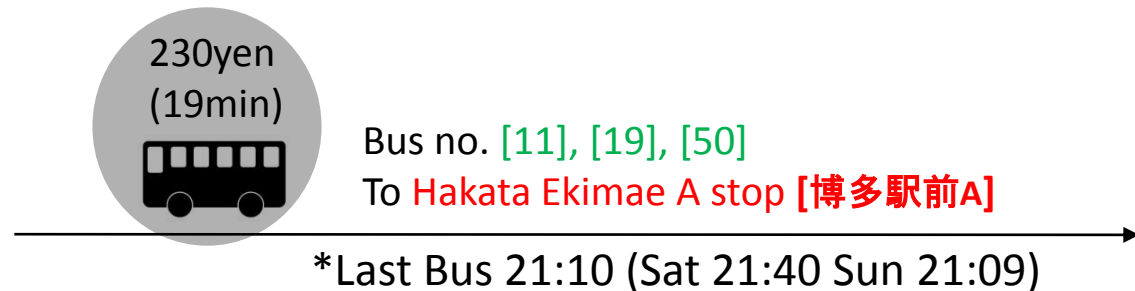 230yen
(19min)
Bus no. [11], [19], [50]
To Hakata Ekimae A stop [博多駅前A]
*Last Bus 21:10 (Sat 21:40 Sun 21:09)